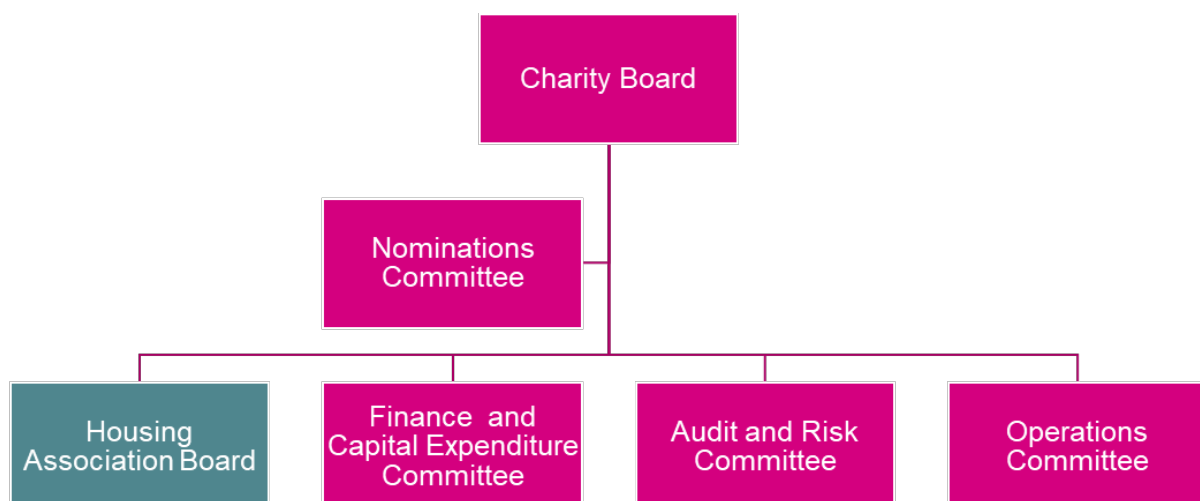 Charity Board
Nominations
Committee
Housing
Association Board
Finance and
Capital Expenditure
Committee
Audit and Risk
Committee
Operations
Committee